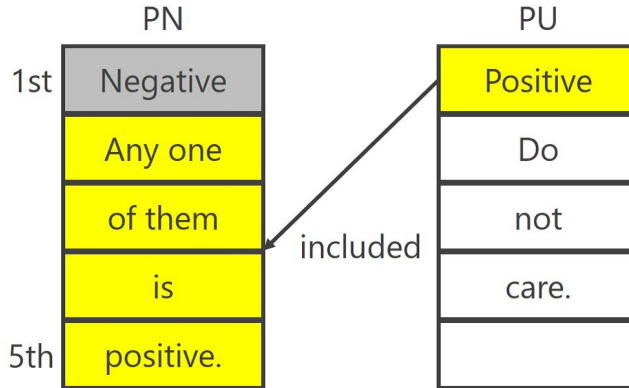 PN
1st
Negative
Any one
of them
is
5th
positive.
included
PU
Positive
Do
not
care.